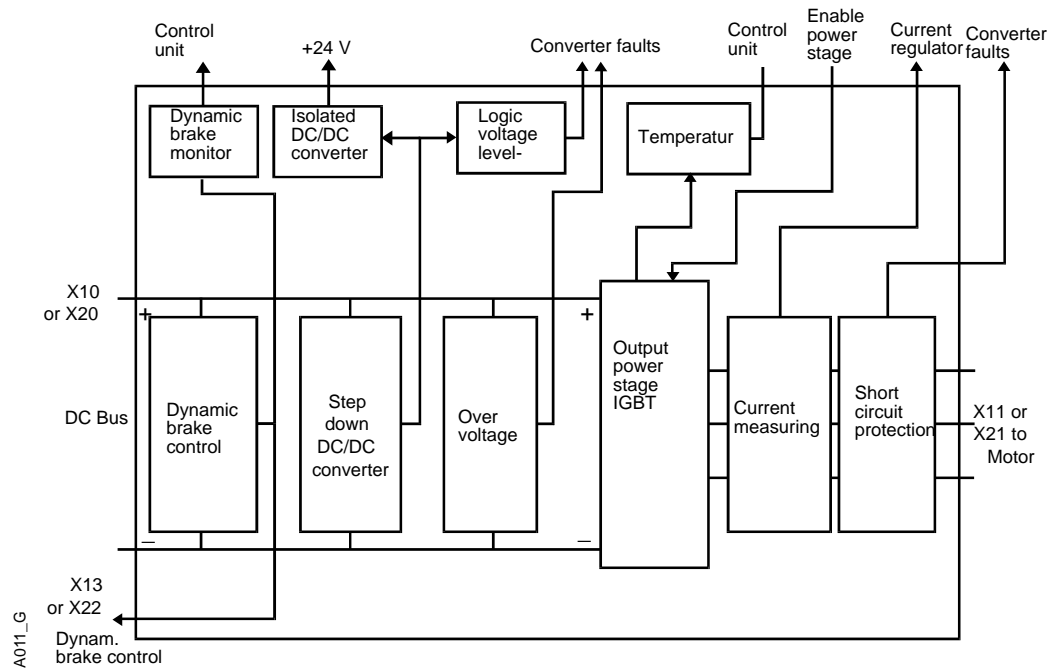 Control
unit
+24 V
Converter faults
Control
unit
Enable
power
stage
Current
regulator
Converter
faults
Dynamic
brake
monitor
Isolated
DC/DC
converter
Logic
voltage
level-
Temperatur
X10
or X20
+
+
DC Bus
Dynamic
brake
control
Step
down
DC/DC
converter
Over
voltage
Output
power
stage
IGBT
Current
measuring
Short
circuit
protection
X11 or
X21 to
Motor
–
–
X13
or X22
Dynam.
brake control
A011_G